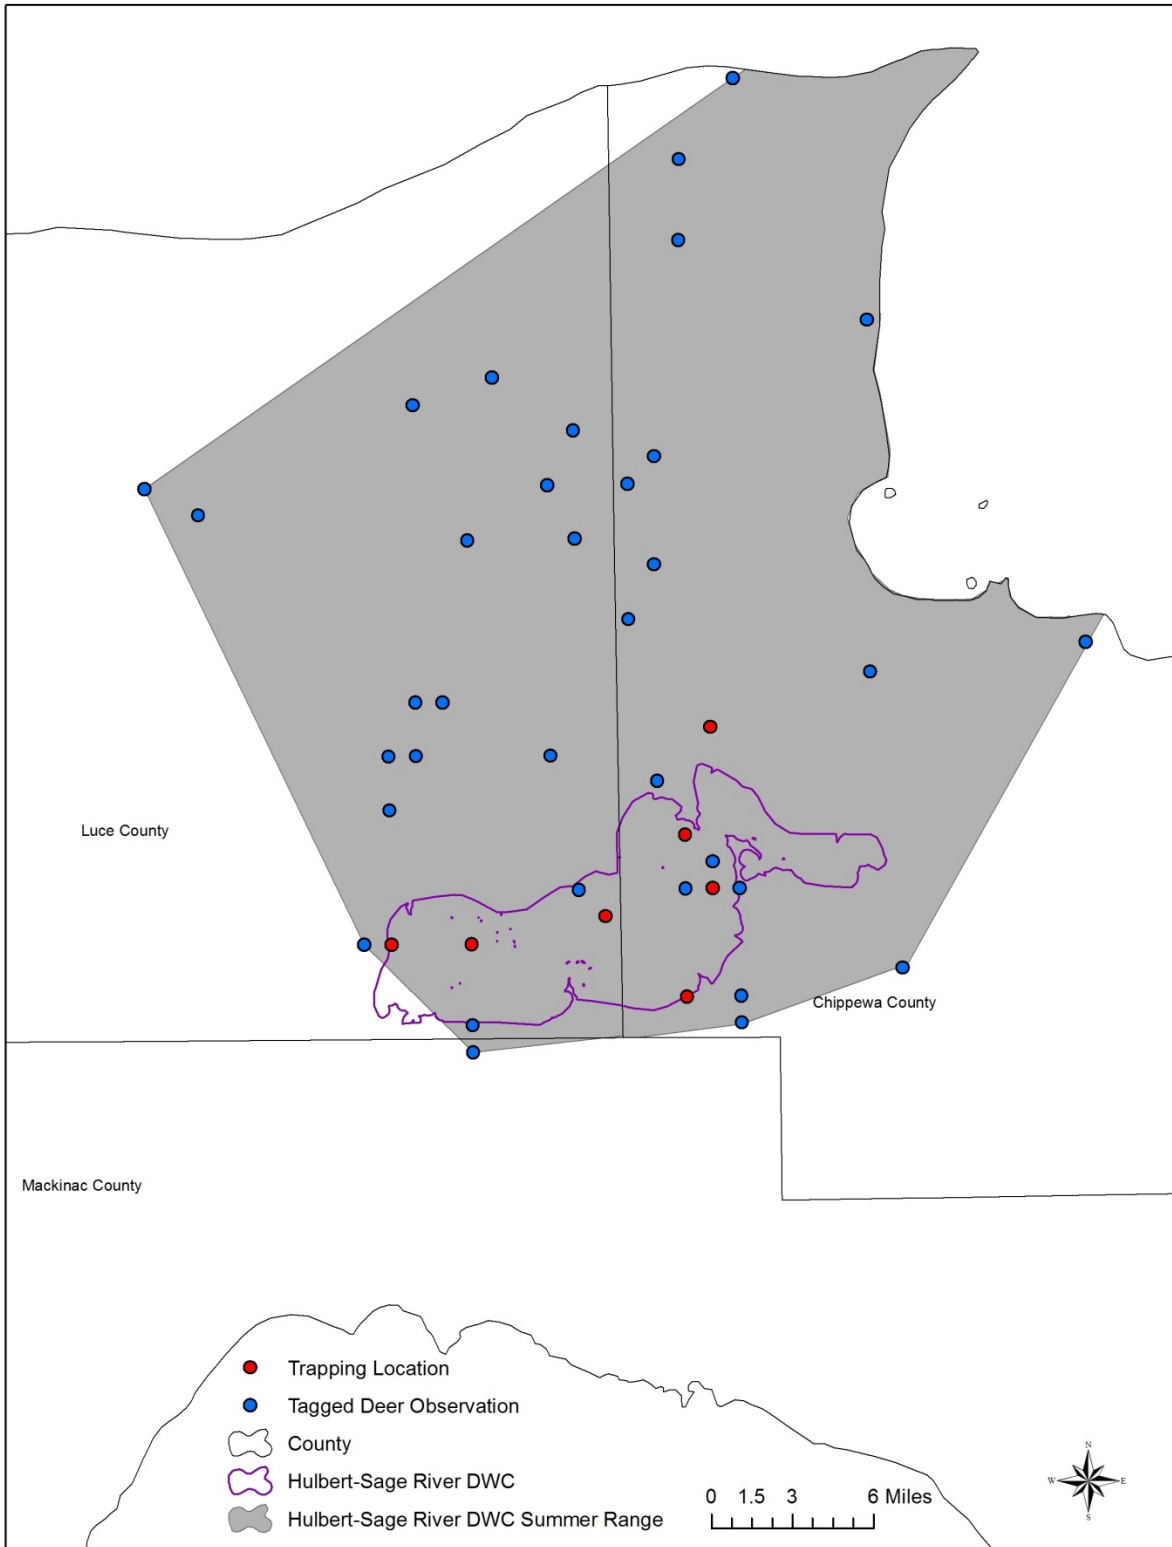 Luce County
Chippewa County
Mackinac County
Trapping Location
Tagged Deer Observation
County
Hulbert-Sage River DWC
Hulbert-Sage River DWC Summer Range
0 1.5 3 6 Miles
N
W E
S